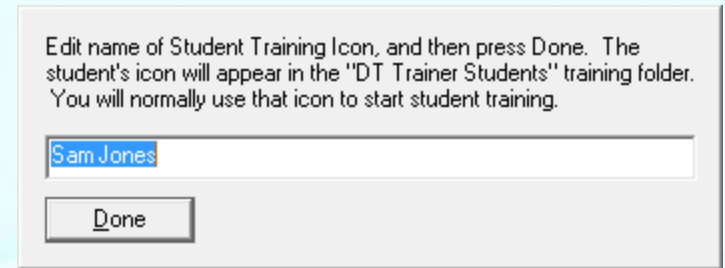 Edit name of Student Training Icon, and then press Done.  The
student's icon will appear in the "DT Trainer Students" training folder.
You will normally use that icon to start student training.
Sam Jones
Done